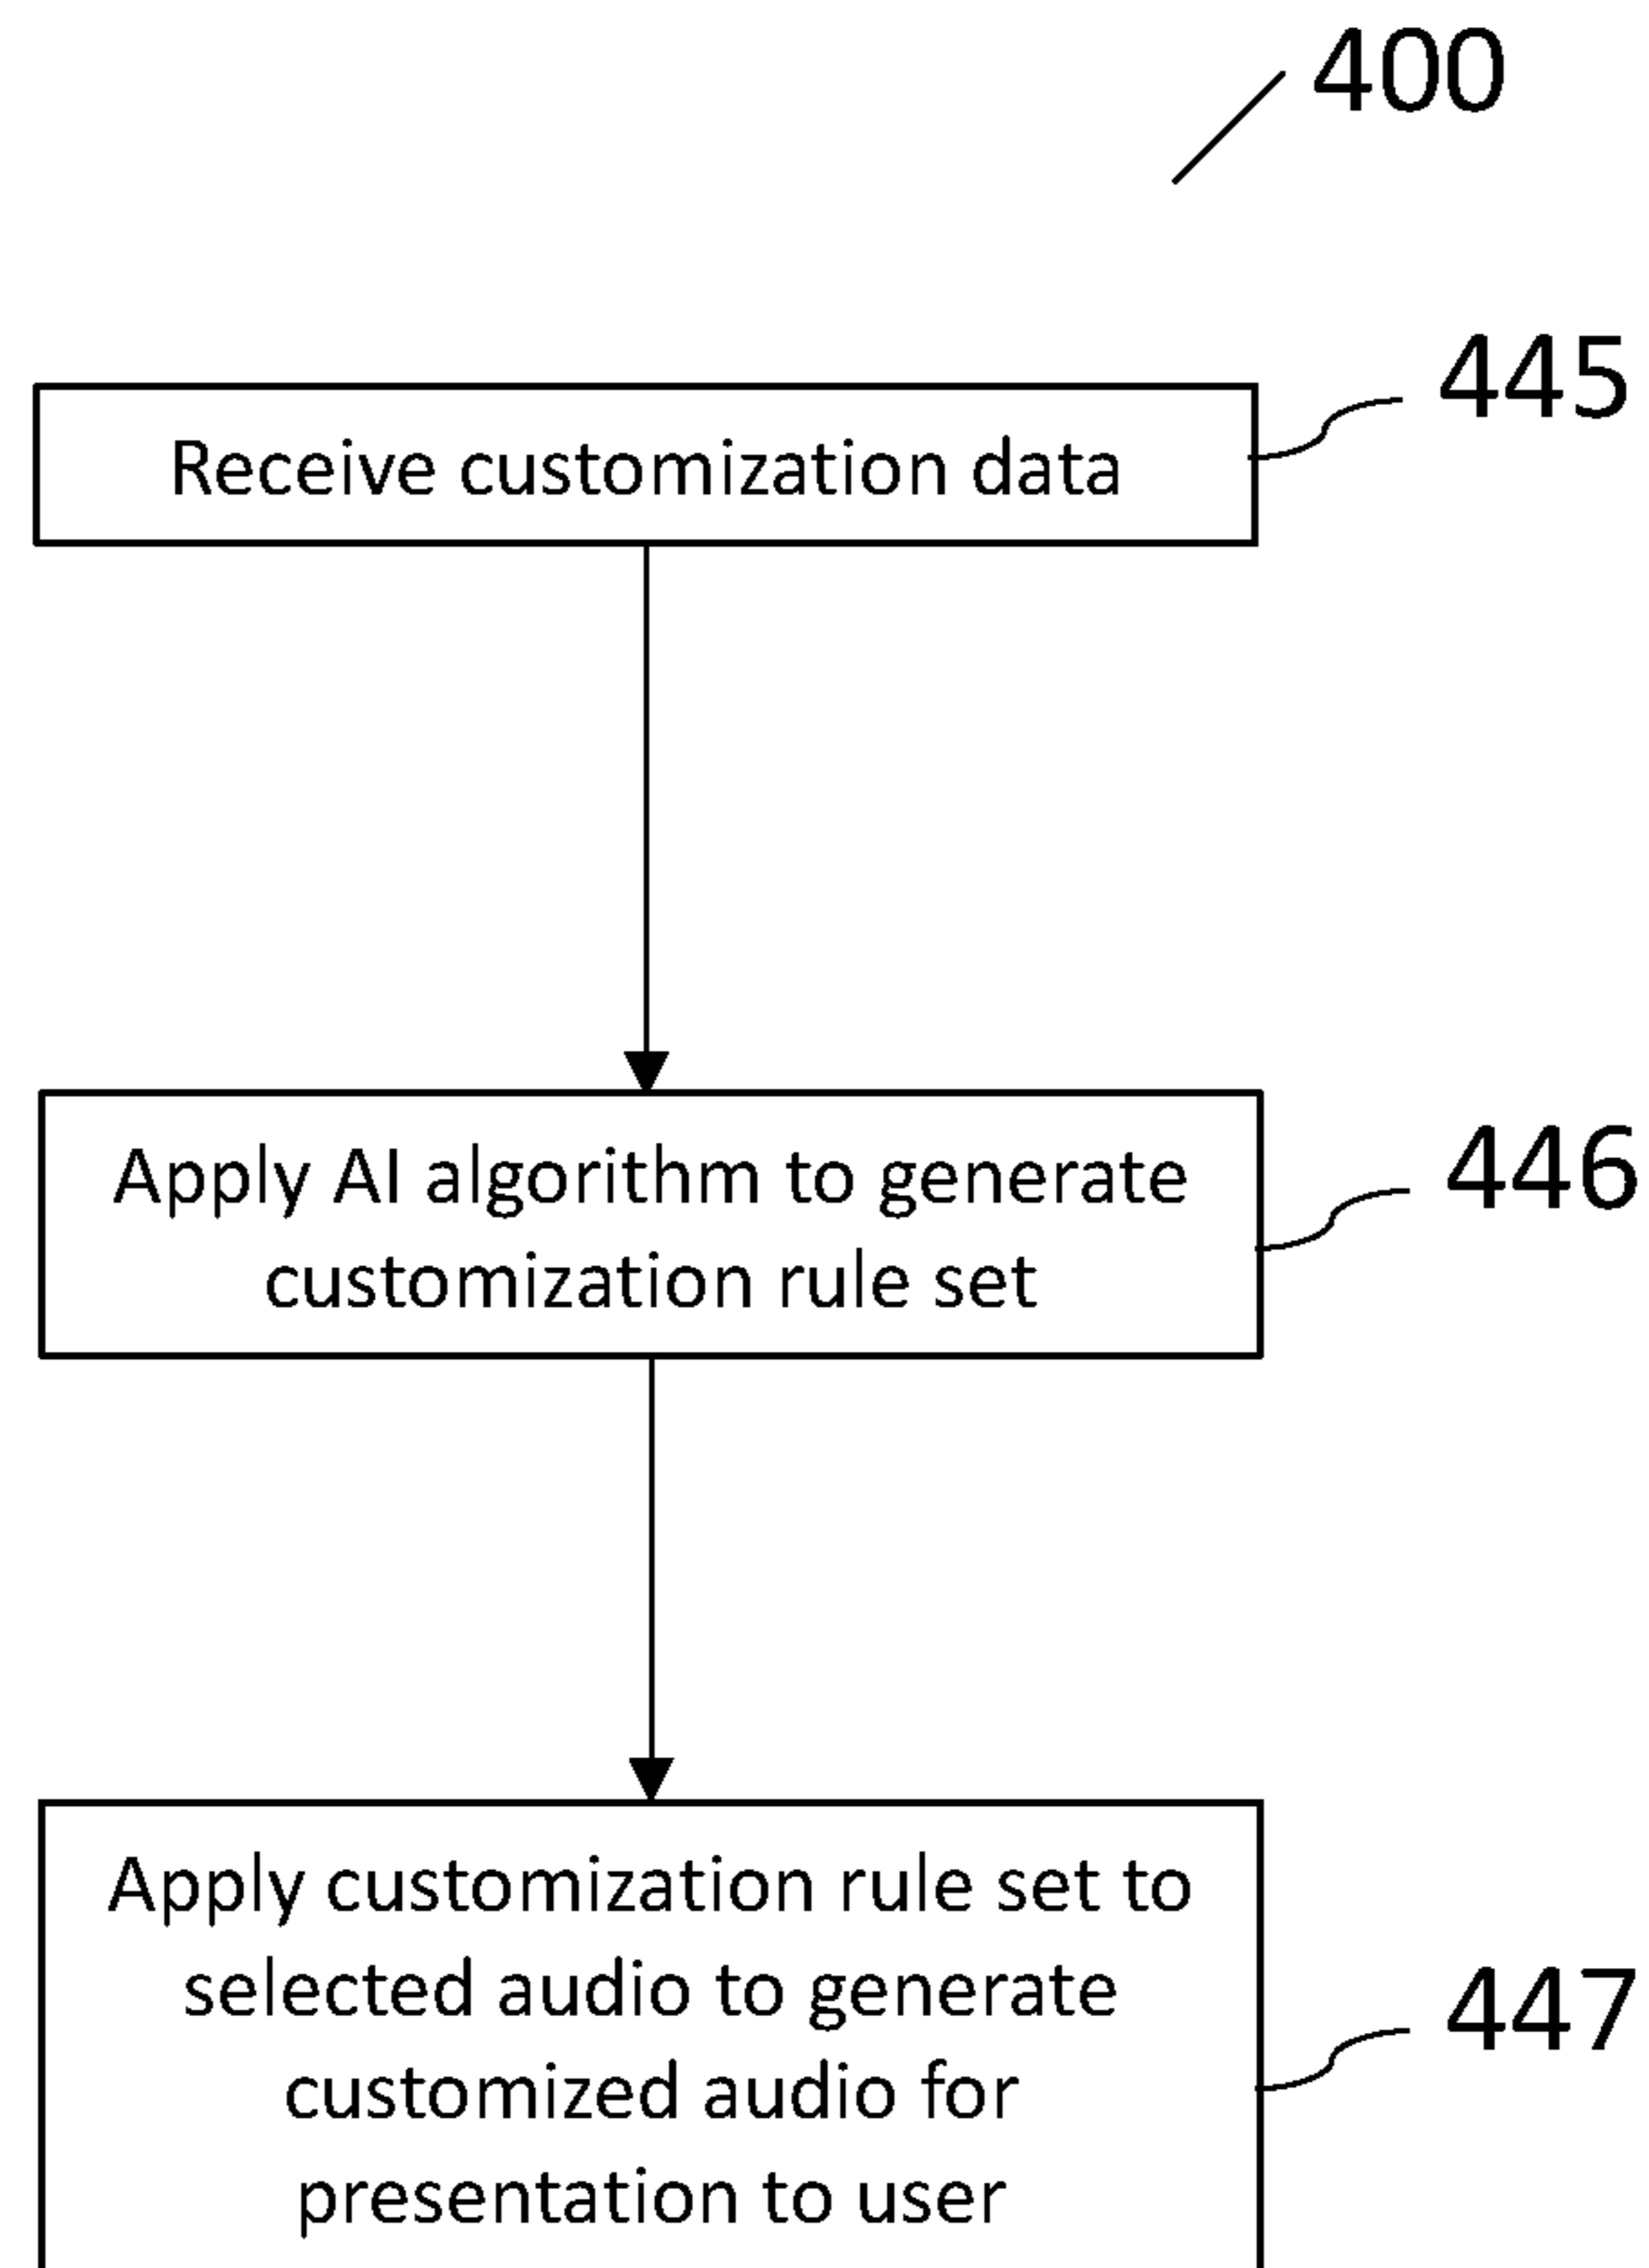 400
445
Receive customization data
446
Apply AI algorithm to generate
customization rule set
447
Apply customization rule set to
selected audio to generate
customized audio for
presentation to user